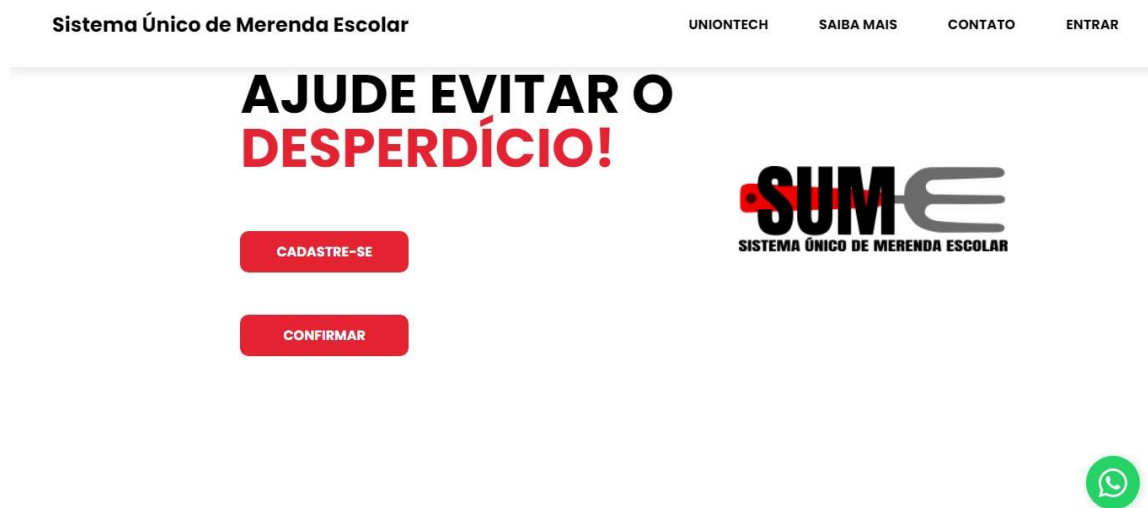 Sistema Único de Merenda Escolar
UNIONTECH
SAIBA MAIS
CONTATO
ENTRAR
AJUDE EVITAR O
DESPERDÍCIO!
CADASTRE-SE
CONFIRMAR
SUME
SISTEMA ÚNICO DE MERENDA ESCOLAR